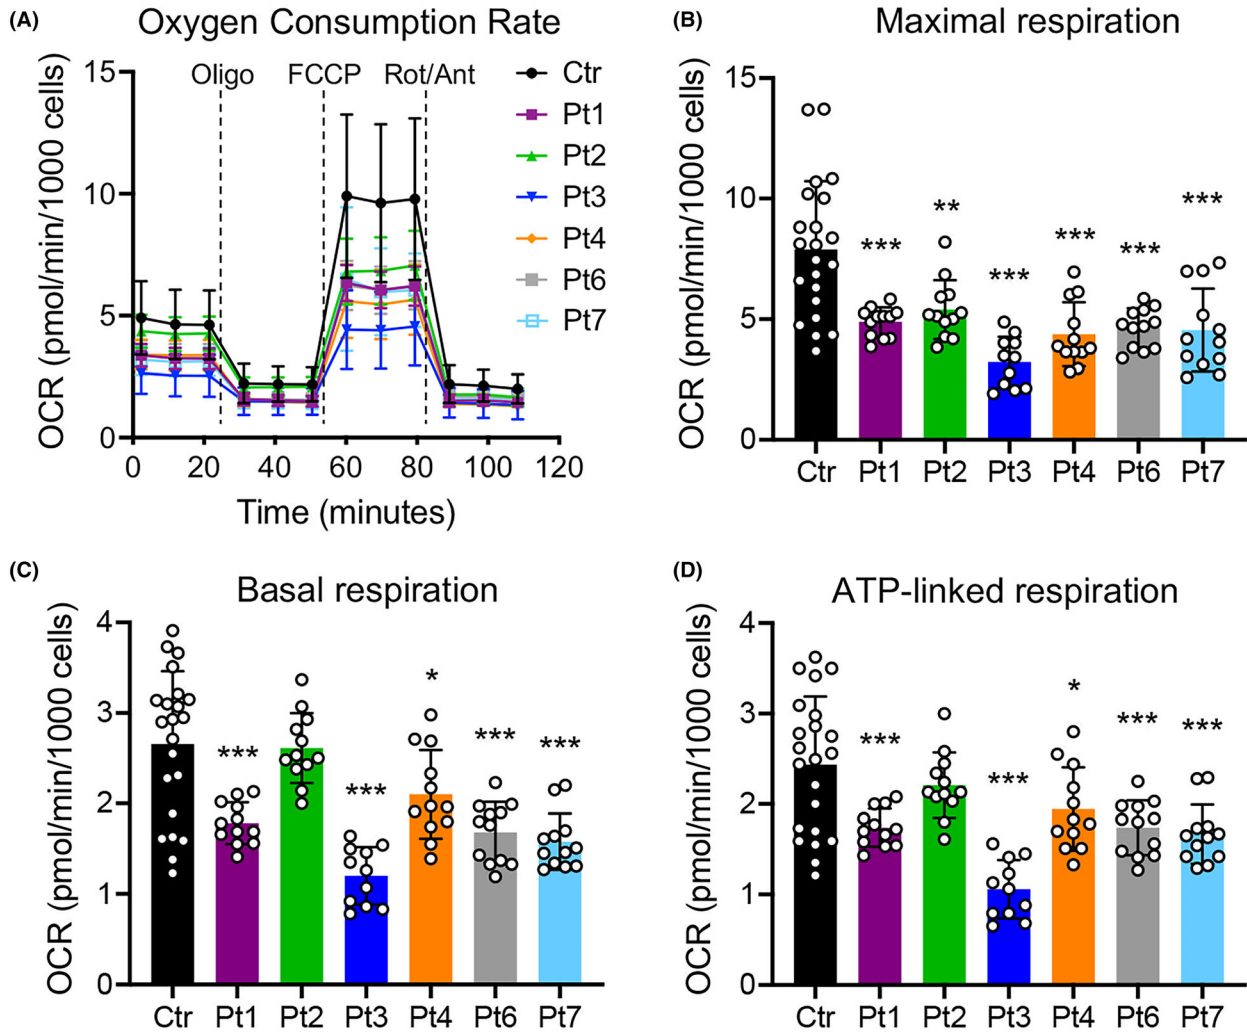 (A) Oxygen Consumption Rate
OCR (pmol/min/1000 cells)
15
10
5
0
Oligo FCCP Rot/Ant
0 20 40 60 80 100 120
Time (minutes)
Ctr
Pt1
Pt2
Pt3
Pt4
Pt6
Pt7
(B) Maximal respiration
OCR (pmol/min/1000 cells)
15
10
5
0
*** ** *** *** *** ***
Ctr Pt1 Pt2 Pt3 Pt4 Pt6 Pt7
(C) Basal respiration
OCR (pmol/min/1000 cells)
4
3
2
1
0
*** *** * *** ***
Ctr Pt1 Pt2 Pt3 Pt4 Pt6 Pt7
(D) ATP-linked respiration
OCR (pmol/min/1000 cells)
4
3
2
1
0
*** *** * *** ***
Ctr Pt1 Pt2 Pt3 Pt4 Pt6 Pt7